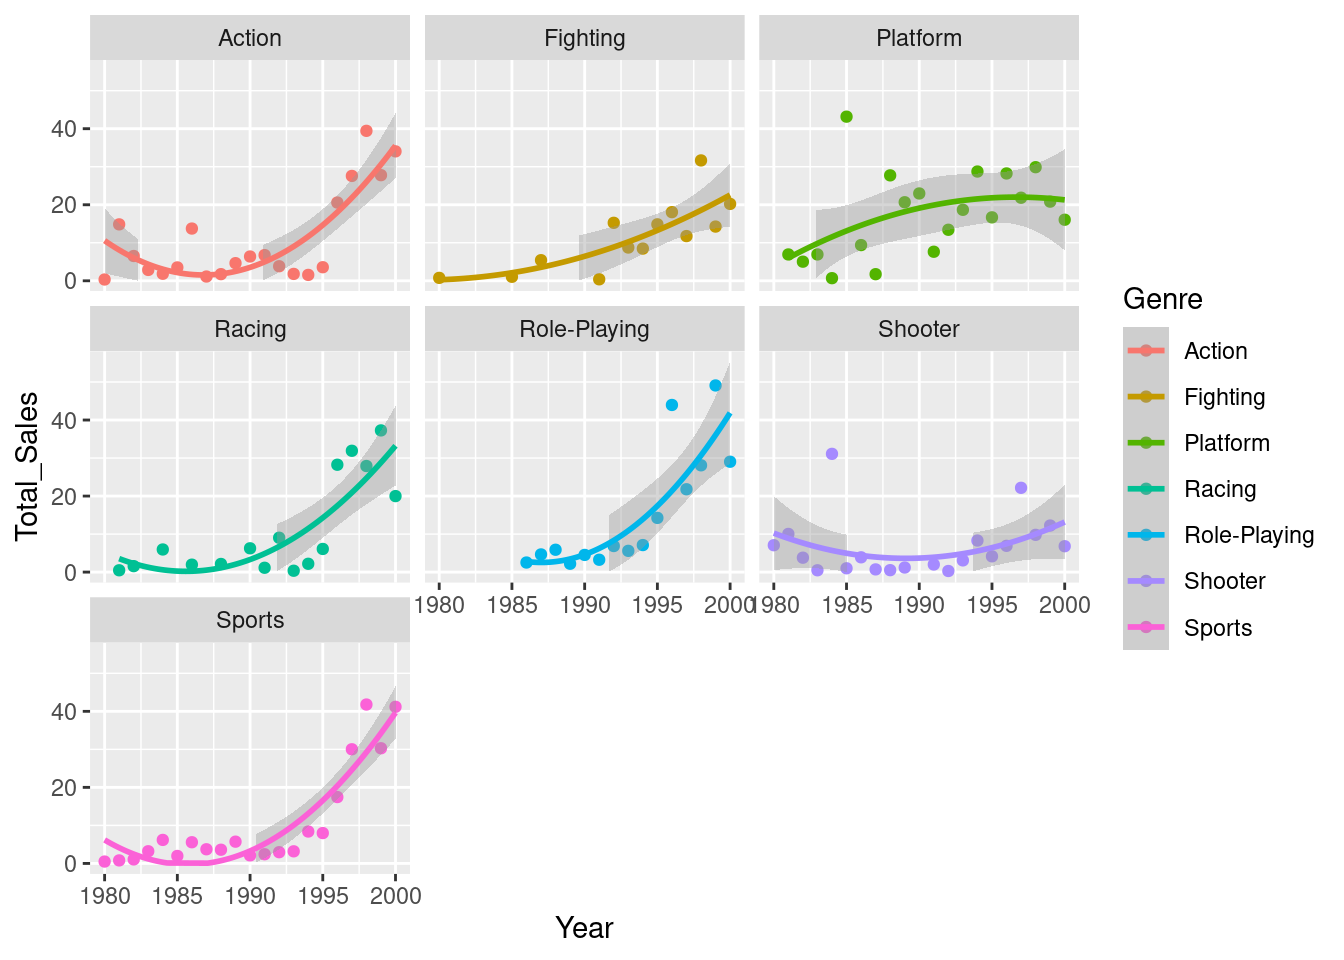 Action
Fighting
Platform
40
20
0
Racing
Role-Playing
Shooter
40
20
0
1980 1985 1990 1995 2000
1980 1985 1990 1995 2000
Sports
40
20
0
1980 1985 1990 1995 2000
Year
Total_Sales
Genre
Action
Fighting
Platform
Racing
Role-Playing
Shooter
Sports